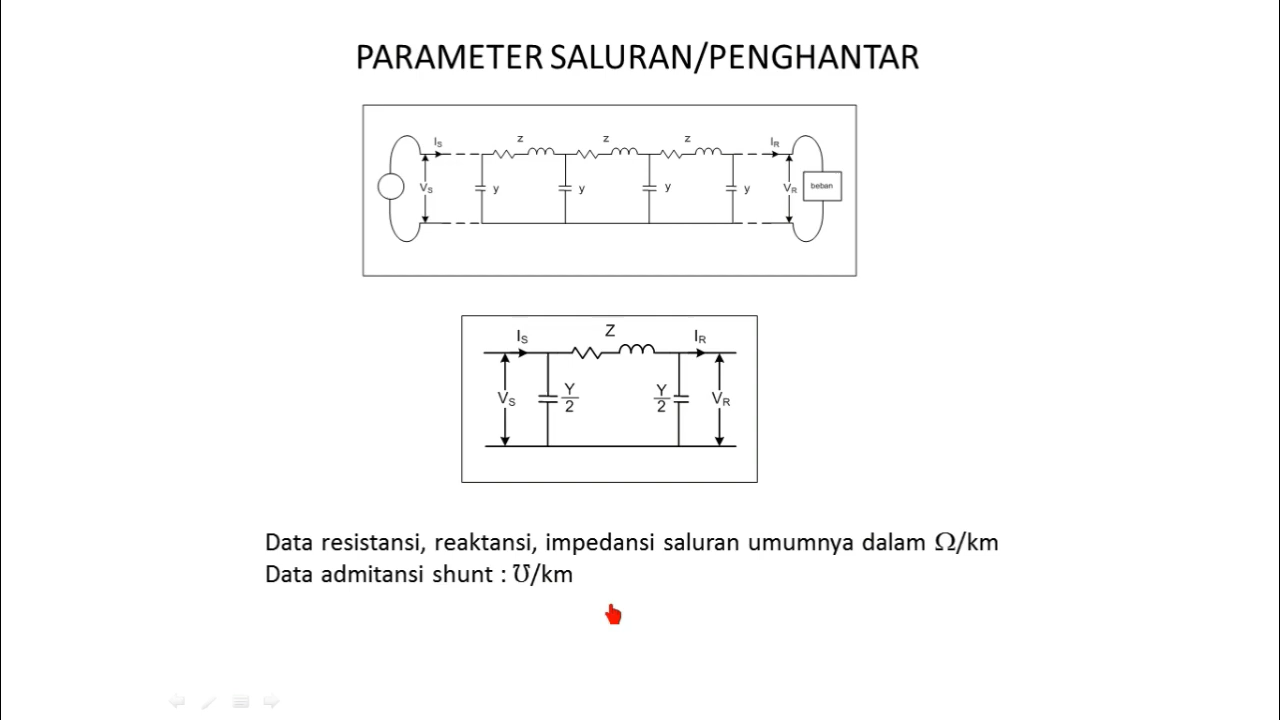 PARAMETER SALURAN/PENGHANTAR
IS z z z IR
VS y y y y VR beban
IS Z IR
VS Y/2 Y/2 VR
Data resistansi, reaktansi, impedansi saluran umumnya dalam Ω/km
Data admitansi shunt : ℧/km